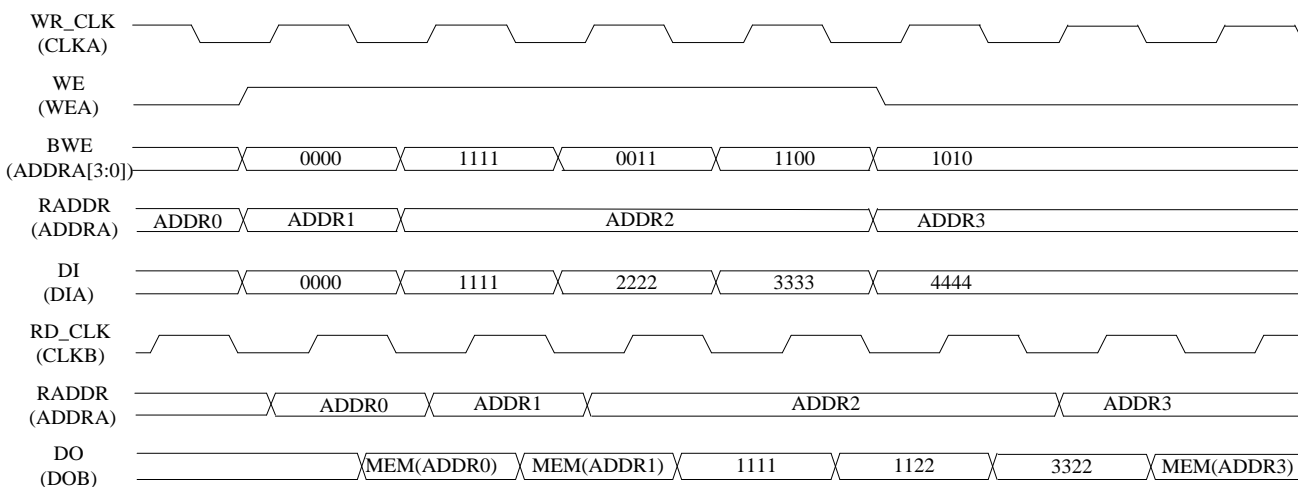 WR_CLK
(CLKA)
WE
(WEA)
BWE
(ADDRA[3:0])
0000 1111 0011 1100 1010
RADDR
(ADDRA)
ADDR0 ADDR1 ADDR2 ADDR3
DI
(DIA)
0000 1111 2222 3333 4444
RD_CLK
(CLKB)
RADDR
(ADDRA)
ADDR0 ADDR1 ADDR2 ADDR3
DO
(DOB)
MEM(ADDR0) MEM(ADDR1) 1111 1122 3322 MEM(ADDR3)